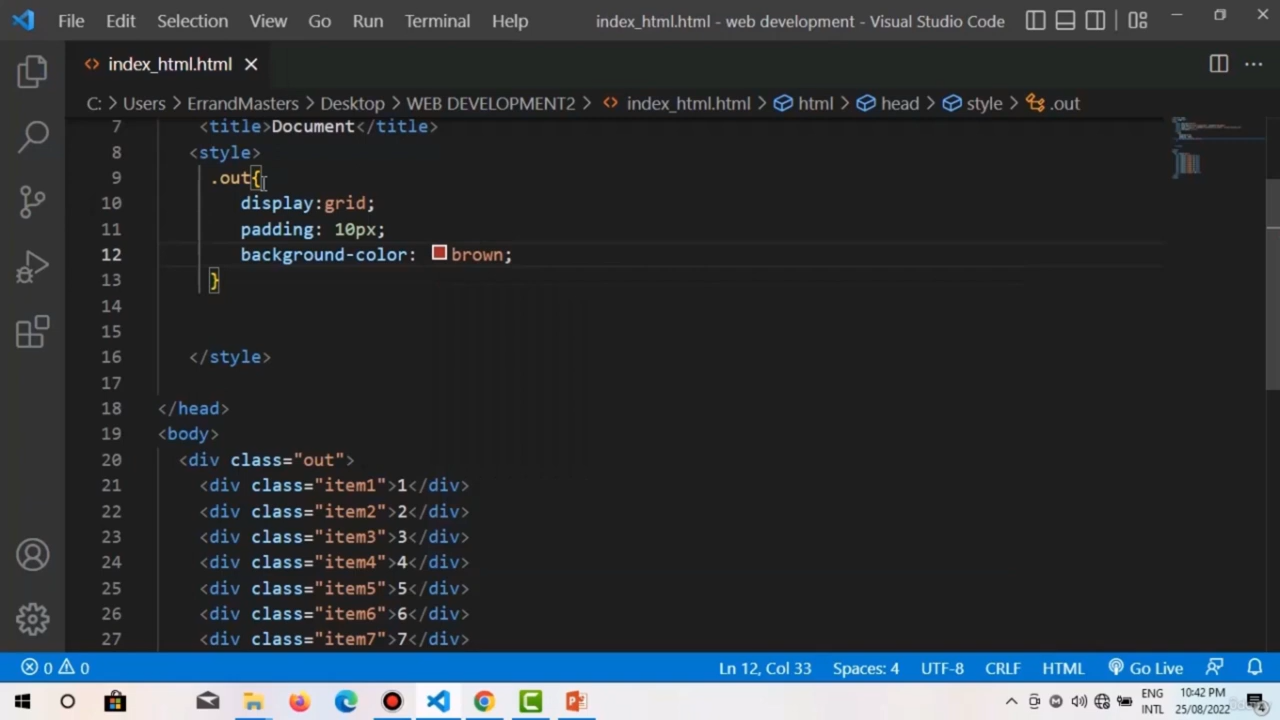 File Edit Selection View Go Run Terminal Help index_html.html - web development - Visual Studio Code
index_html.html
C: > Users > ErrandMasters > Desktop > WEB DEVELOPMENT2 > index_html.html > html > head > style > .out
7 <title>Document</title>
8 <style>
9 .out{
10 display:grid;
11 padding: 10px;
12 background-color: brown;
13 }
14
15
16 </style>
17
18 </head>
19 <body>
20 <div class="out">
21 <div class="item1">1</div>
22 <div class="item2">2</div>
23 <div class="item3">3</div>
24 <div class="item4">4</div>
25 <div class="item5">5</div>
26 <div class="item6">6</div>
27 <div class="item7">7</div>
0 0 Ln 12, Col 33 Spaces: 4 UTF-8 CRLF HTML Go Live
ENG 10:42 PM
INTL 25/08/2022 4